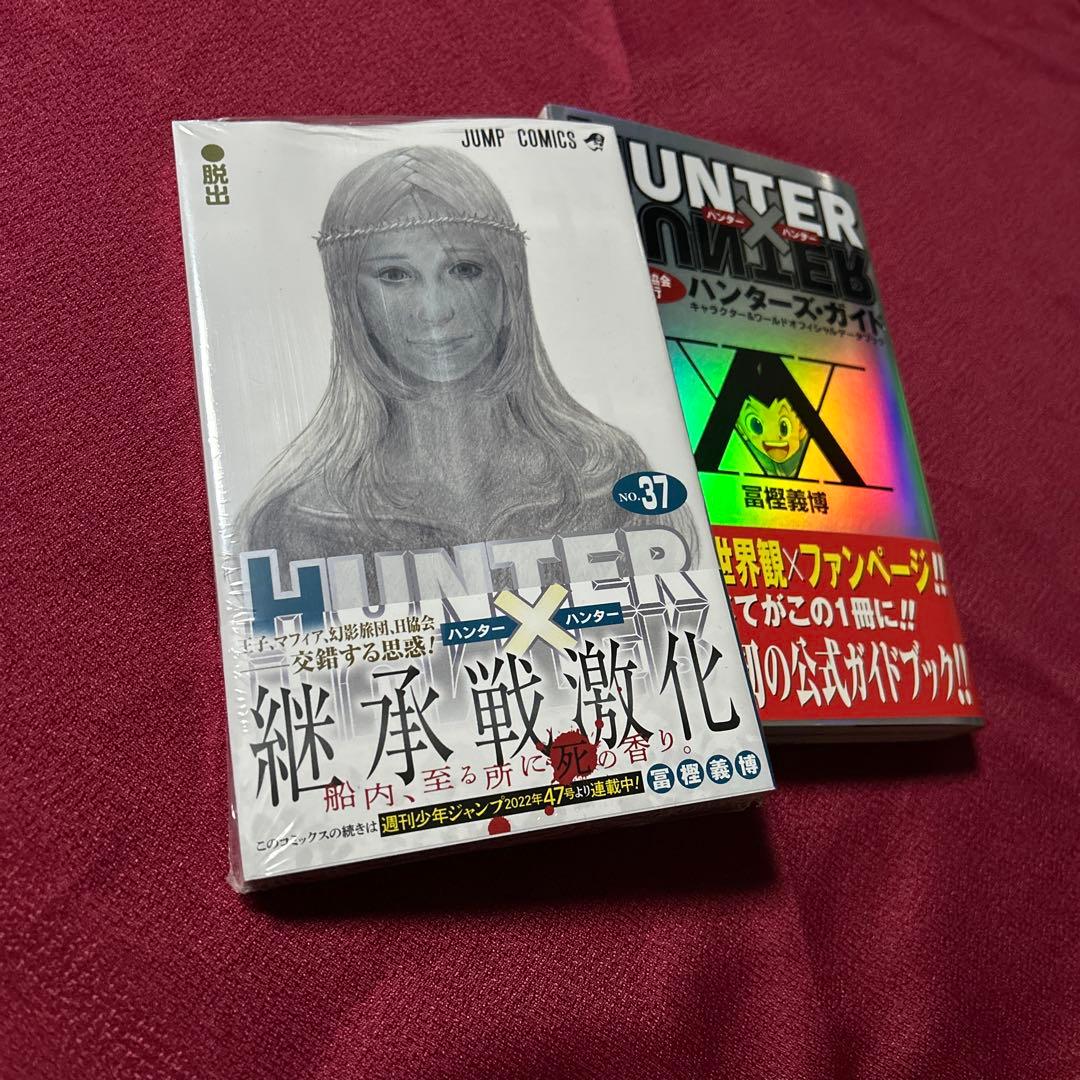 JUMP COMICS
●脱出
NO.37
HUNTER
ハンター×ハンター
王子、マフィア、幻影旅団、日協会
交錯する思惑!
継承戦激化
船内、至る所に死の香り。
冨樫義博
このコミックスの続きは週刊少年ジャンプ2022年47号より連載中!
UNTER
ハンター×ハンター
協会
行
ハンターズ・ガイド
キャラクター&ワールドオフィシャルデータブック
冨樫義博
世界観×ファンページ!!
てがこの1冊に!!
の公式ガイドブック!!